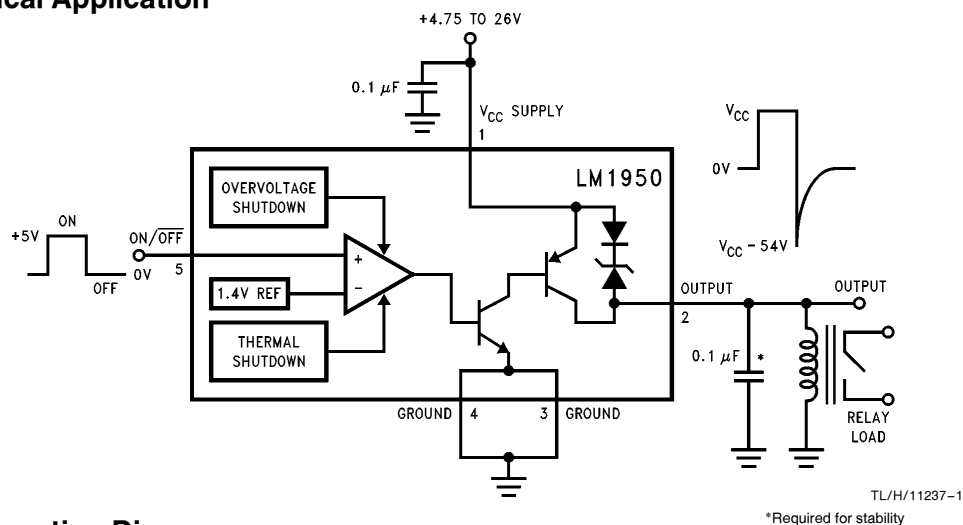 ical Application
+4.75 TO 26V
0.1 μF
V_CC SUPPLY
1
LM1950
OVERVOLTAGE
SHUTDOWN
V_CC
0V
V_CC − 54V
+5V
ON
OFF
0V
ON/O̅F̅F̅
5
+
−
1.4V REF
THERMAL
SHUTDOWN
OUTPUT
2
OUTPUT
0.1 μF *
RELAY
LOAD
GROUND 4
3 GROUND
TL/H/11237–1
*Required for stability